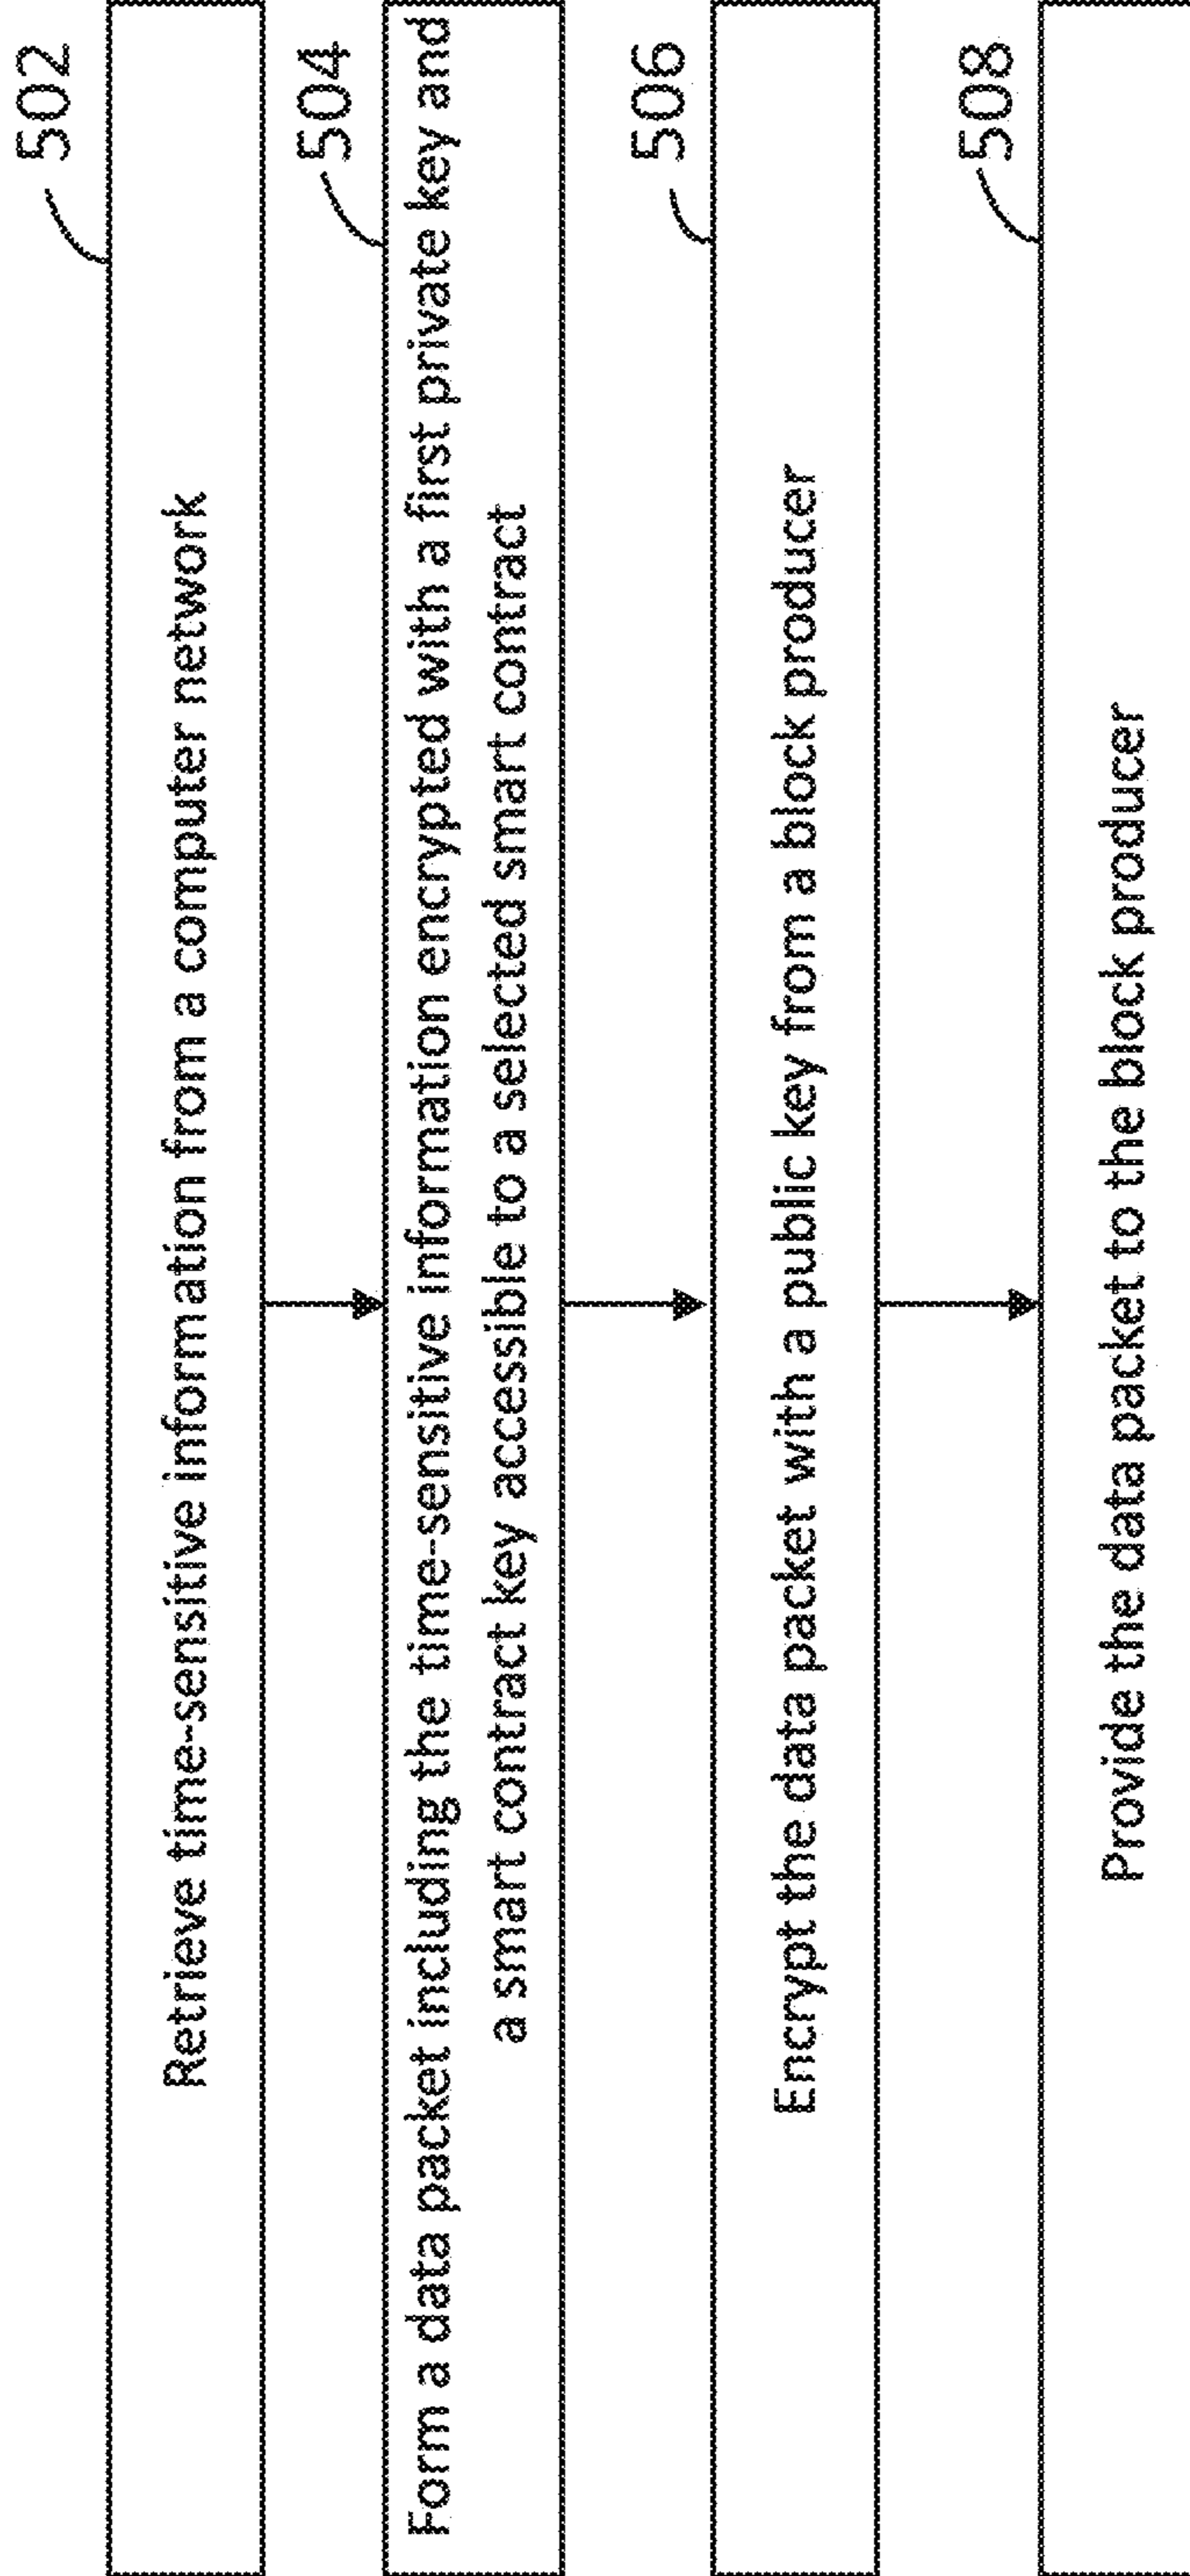 502
Retrieve time-sensitive information from a computer network
504
Form a data packet including the time-sensitive information encrypted with a first private key and
a smart contract key accessible to a selected smart contract
506
Encrypt the data packet with a public key from a block producer
508
Provide the data packet to the block producer